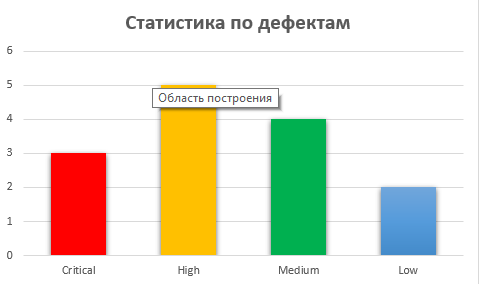 Статистика по дефектам
6
5
Область построения
4
3
2
1
0
Critical High Medium Low